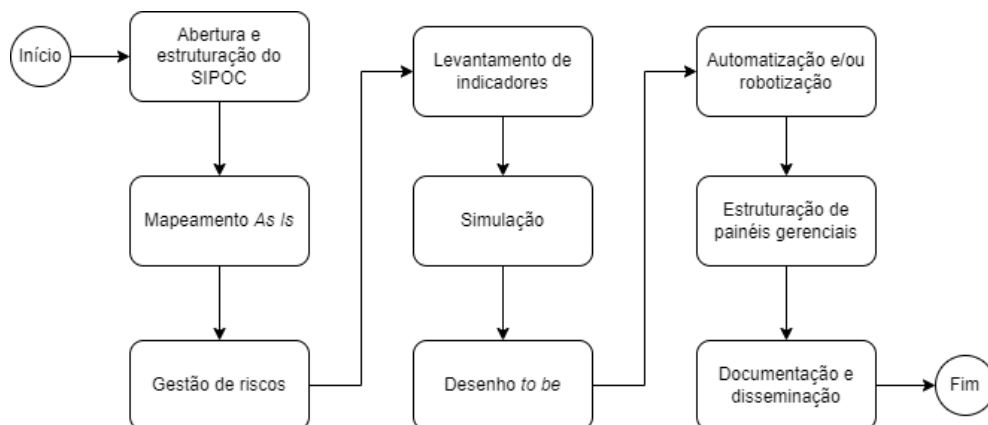 Início
Abertura e
estruturação do
SIPOC
Mapeamento As Is
Gestão de riscos
Levantamento de
indicadores
Simulação
Desenho to be
Automatização e/ou
robotização
Estruturação de
painéis gerenciais
Documentação e
disseminação
Fim